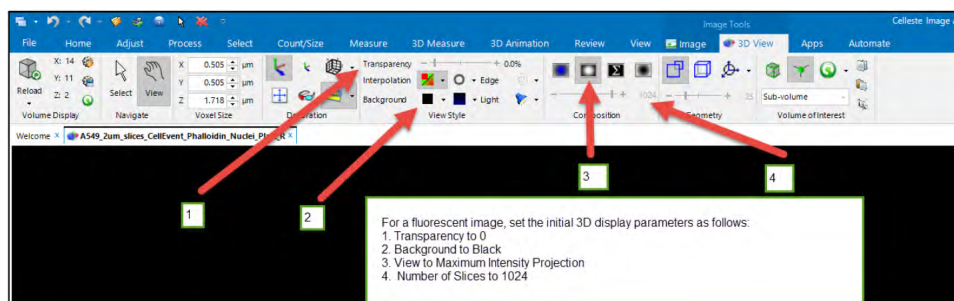 Image Tools
Celleste Image
File Home Adjust Process Select Count/Size Measure 3D Measure 3D Animation Review View Image 3D View Apps Automate
X: 14
Y: 11
Z: 2
Reload
Select
View
X 0.505 µm
Y 0.505 µm
Z 1.718 µm
Transparency 0.0%
Interpolation Edge
Background Light
1024
25
Sub-volume
Volume Display Navigate Voxel Size View Style Composition Geometry Volume of Interest
Welcome
1
2
3
4
For a fluorescent image, set the initial 3D display parameters as follows:
1. Transparency to 0
2. Background to Black
3. View to Maximum Intensity Projection
4. Number of Slices to 1024